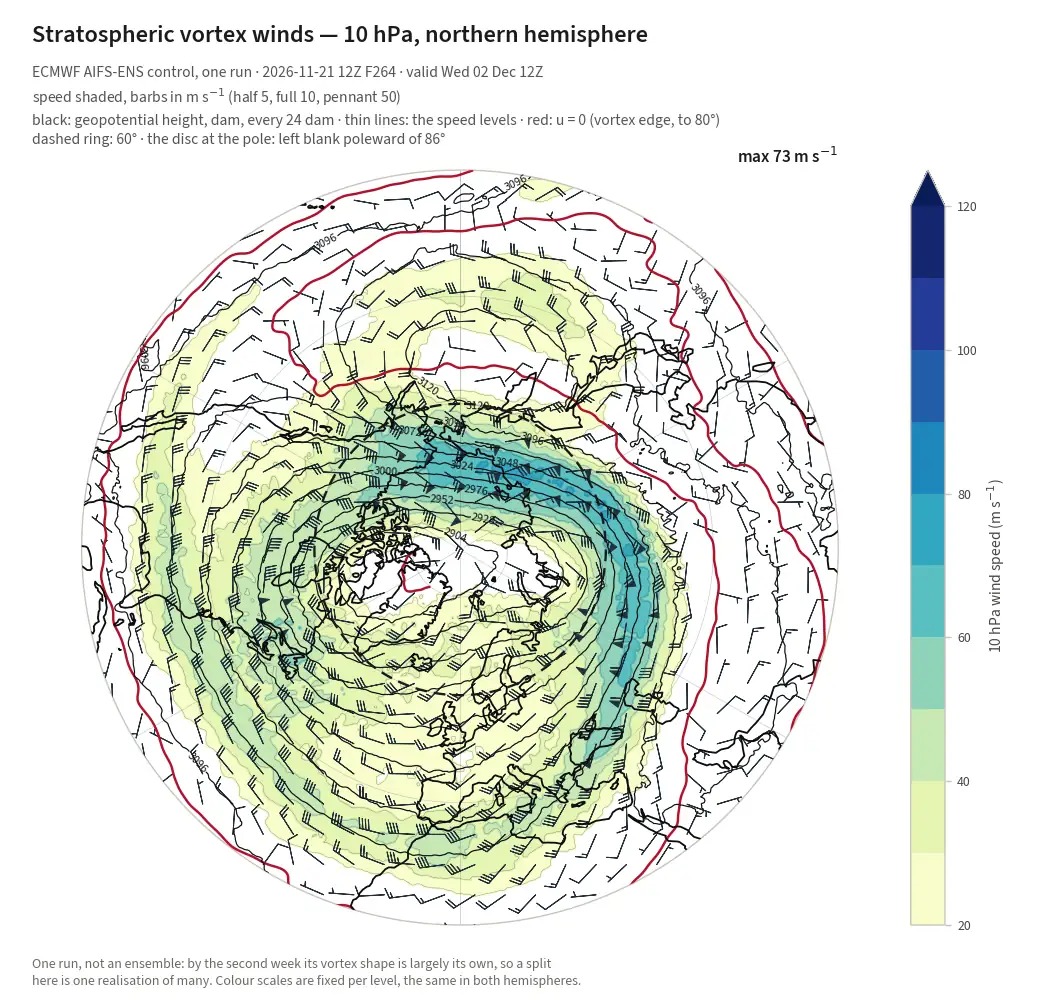 Stratospheric vortex winds — 10 hPa, northern hemisphere
ECMWF AIFS-ENS control, one run · 2026-11-21 12Z F264 · valid Wed 02 Dec 12Z
speed shaded, barbs in m s⁻¹ (half 5, full 10, pennant 50)
black: geopotential height, dam, every 24 dam · thin lines: the speed levels · red: u = 0 (vortex edge, to 80°)
dashed ring: 60° · the disc at the pole: left blank poleward of 86°
max 73 m s⁻¹
3096
3096
3096
3096
3120
3120
3096
3072
3048
3024
3000
2976
2952
2904
3096
120
100
80
60
40
20
10 hPa wind speed (m s⁻¹)
One run, not an ensemble: by the second week its vortex shape is largely its own, so a split
here is one realisation of many. Colour scales are fixed per level, the same in both hemispheres.